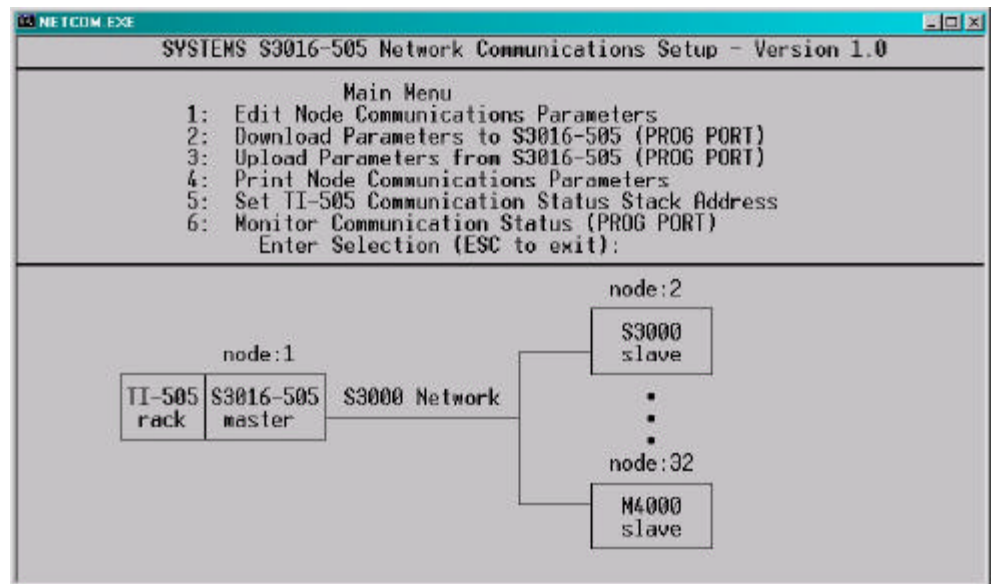 NETCOM.EXE
SYSTEMS S3016-505 Network Communications Setup - Version 1.0
Main Menu
1: Edit Node Communications Parameters
2: Download Parameters to S3016-505 (PROG PORT)
3: Upload Parameters from S3016-505 (PROG PORT)
4: Print Node Communications Parameters
5: Set TI-505 Communication Status Stack Address
6: Monitor Communication Status (PROG PORT)
Enter Selection (ESC to exit):
node:2
S3000
slave
node:1
TI-505 rack
S3016-505 master
S3000 Network
node:32
M4000
slave